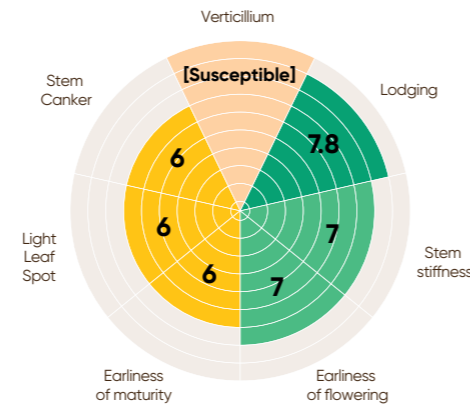 Verticillium
[Susceptible]
Stem
Canker
Lodging
7.8
6
6
7
Light
Leaf
Spot
Stem
stiffness
6
7
Earliness
of maturity
Earliness
of flowering